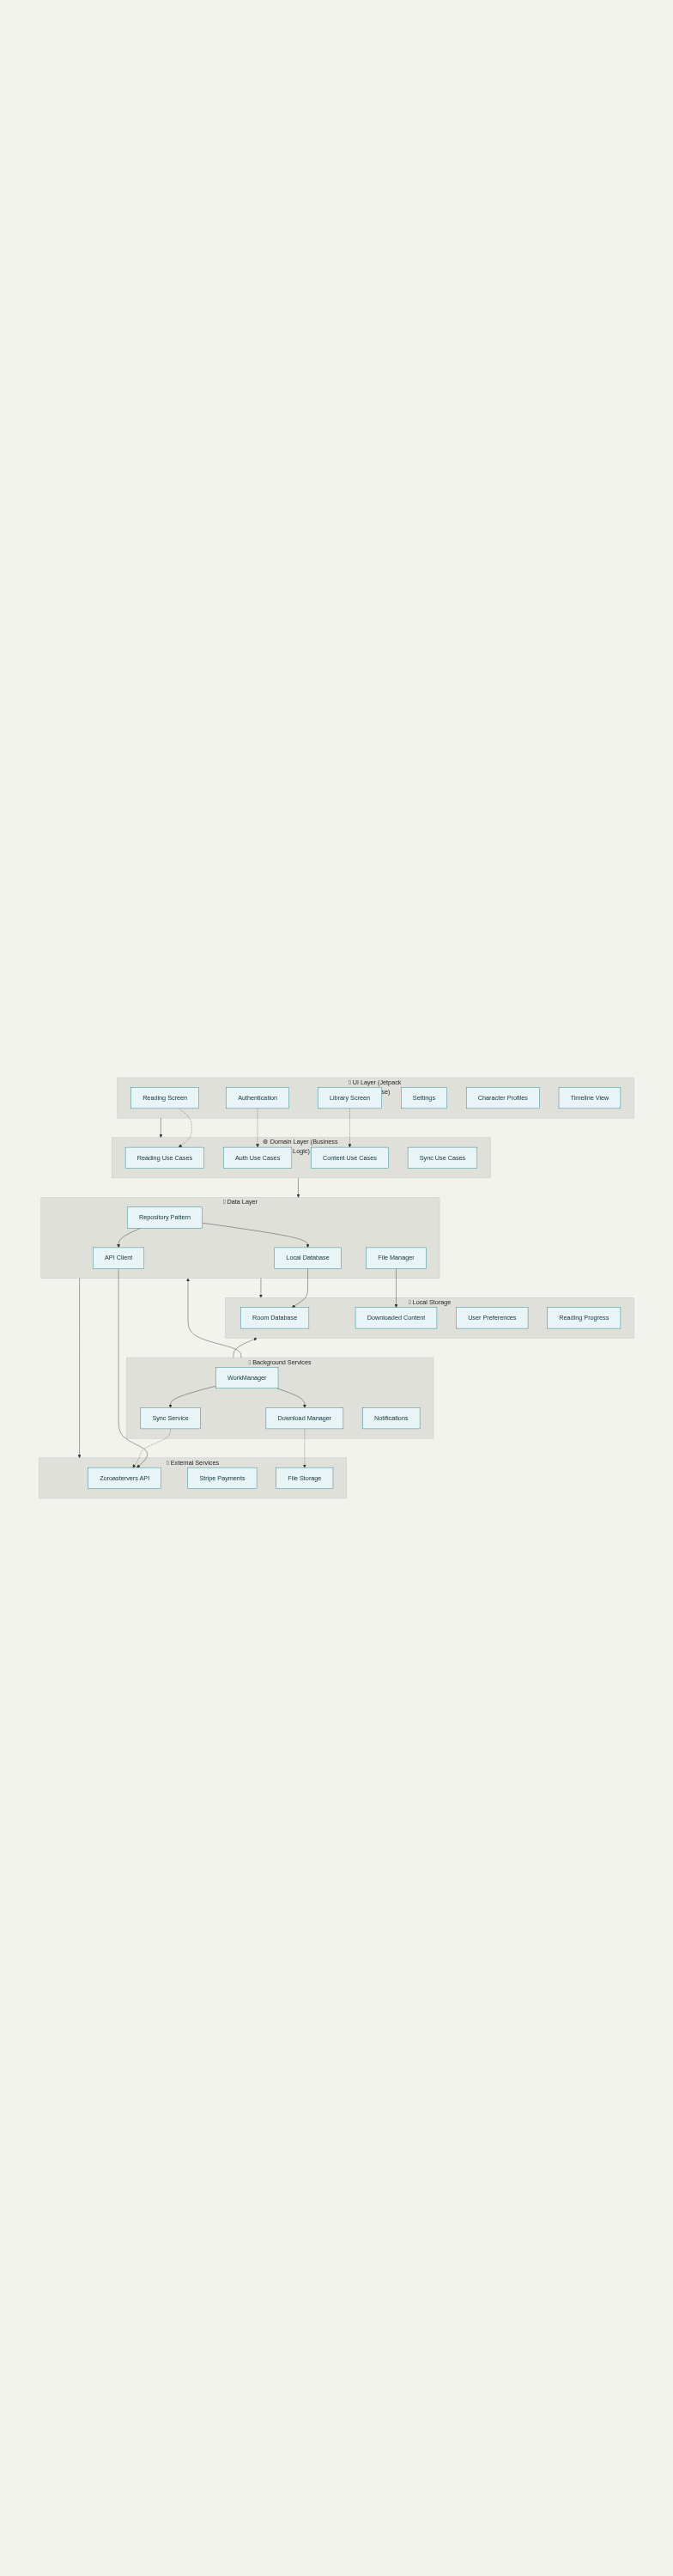 UI Layer (Jetpack
se)
Reading Screen
Authentication
Library Screen
Settings
Character Profiles
Timeline View
⚙ Domain Layer (Business
Logic)
Reading Use Cases
Auth Use Cases
Content Use Cases
Sync Use Cases
Data Layer
Repository Pattern
API Client
Local Database
File Manager
Local Storage
Room Database
Downloaded Content
User Preferences
Reading Progress
Background Services
WorkManager
Sync Service
Download Manager
Notifications
External Services
Zoroastervers API
Stripe Payments
File Storage